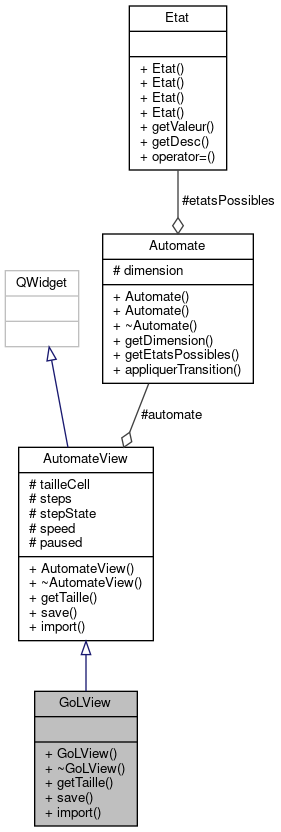 Etat
+ Etat()
+ Etat()
+ Etat()
+ Etat()
+ getValeur()
+ getDesc()
+ operator=()
#etatsPossibles
Automate
# dimension
+ Automate()
+ Automate()
+ ~Automate()
+ getDimension()
+ getEtatsPossibles()
+ appliquerTransition()
QWidget
#automate
AutomateView
# tailleCell
# steps
# stepState
# speed
# paused
+ AutomateView()
+ ~AutomateView()
+ getTaille()
+ save()
+ import()
GoLView
+ GoLView()
+ ~GoLView()
+ getTaille()
+ save()
+ import()